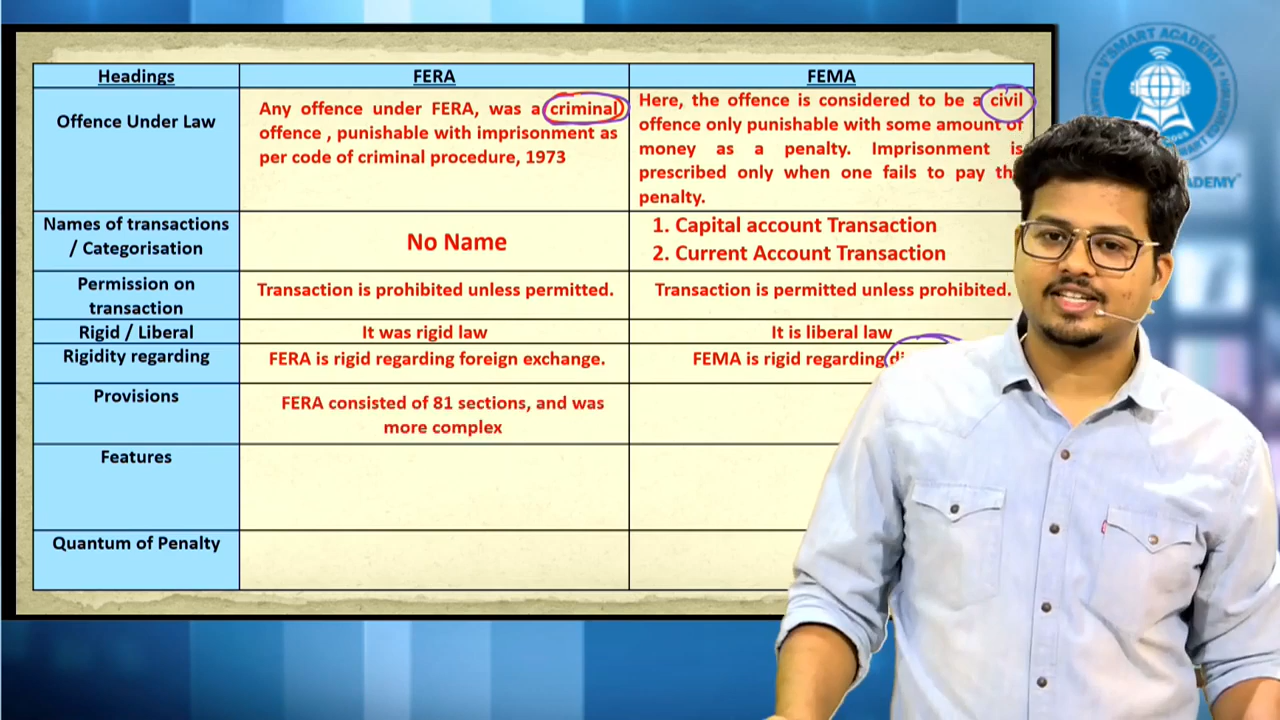 Headings
FERA
FEMA
Offence Under Law
Any offence under FERA, was a criminal
offence , punishable with imprisonment as
per code of criminal procedure, 1973
Here, the offence is considered to be a civil
offence only punishable with some amount of
money as a penalty. Imprisonment is
prescribed only when one fails to pay
penalty.
Names of transactions
/ Categorisation
No Name
1. Capital account Transaction
2. Current Account Transaction
Permission on
transaction
Transaction is prohibited unless permitted.
Transaction is permitted unless prohibited.
Rigid / Liberal
It was rigid law
It is liberal law
Rigidity regarding
FERA is rigid regarding foreign exchange.
FEMA is rigid regarding
Provisions
FERA consisted of 81 sections, and was
more complex
Features
Quantum of Penalty
V'SMART ACADEMY